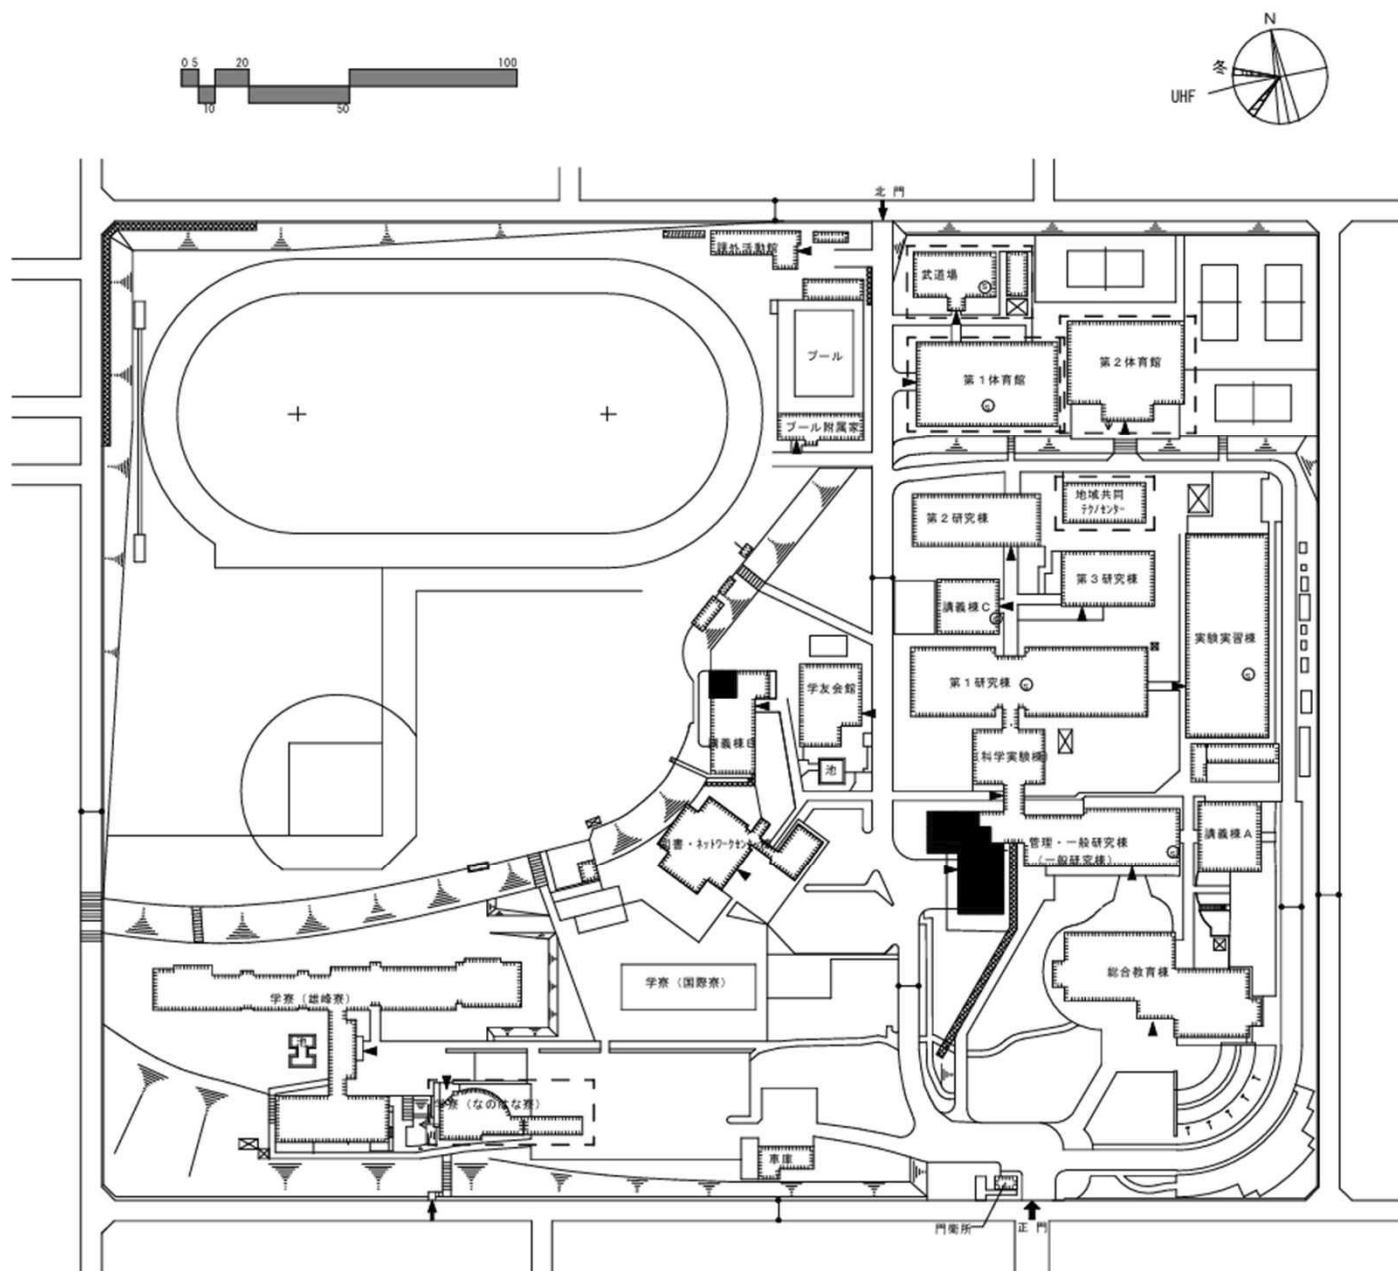 0 5
20
100
10
50
N
冬
UHF
北 門
課外活動館
武道場
S
プール
第1体育館
S
第2体育館
プール附属家
地域共同
テクノセンター
第2研究棟
第3研究棟
講義棟C
実験実習棟
S
学友会館
第1研究棟
S
講義棟B
池
(科学実験棟)
図書・ネットワークセンター棟
管理・一般研究棟
(一般研究棟)
S
講義棟A
学寮(国際寮)
総合教育棟
学寮(雄峰寮)
池
学寮(なのはな寮)
車庫
門衛所
正 門